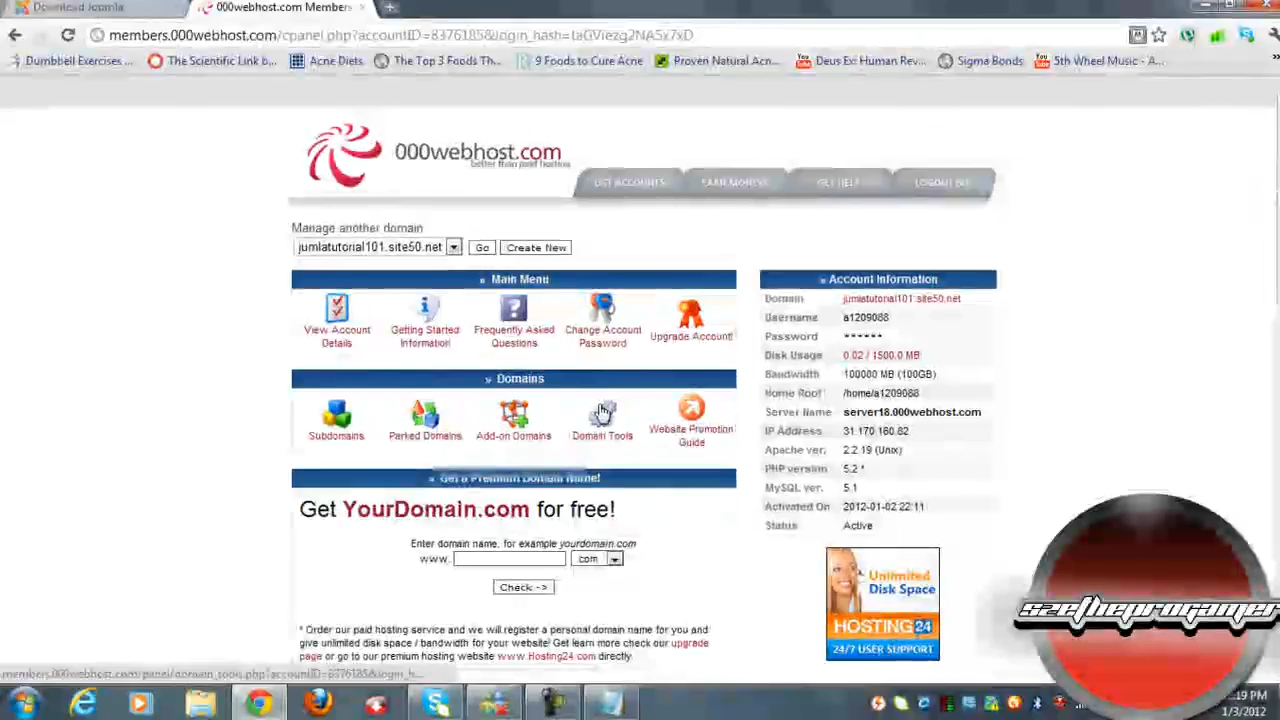 Download Joomla
000webhost.com Members
members.000webhost.com/cpanel.php?accountID=8376185&login_hash=taGViezg2NA5x7xD
Dumbbell Exercises ...
The Scientific Link b...
Acne Diets
The Top 3 Foods Th...
9 Foods to Cure Acne
Proven Natural Acn...
Deus Ex: Human Rev...
Sigma Bonds
5th Wheel Music - A...
000webhost.com
better than paid hosting
LIST ACCOUNTS
EARN MONEY!
GET HELP
LOGOUT
Manage another domain
jumlatutorial101.site50.net
Go
Create New
» Main Menu
View Account
Details
Getting Started
Information
Frequently Asked
Questions
Change Account
Password
Upgrade Account!
» Domains
Subdomains
Parked Domains
Add-on Domains
Domain Tools
Website Promotion
Guide
» Get a Premium Domain Name!
Get YourDomain.com for free!
Enter domain name, for example yourdomain.com
www.
.com
Check ->
* Order our paid hosting service and we will register a personal domain name for you and
give unlimited disk space / bandwidth for your website! Get learn more check our upgrade
page or go to our premium hosting website www.Hosting24.com directly.
» Account Information
Domain jumlatutorial101.site50.net
Username a1209088
Password ******
Disk Usage 0.02 / 1500.0 MB
Bandwidth 100000 MB (100GB)
Home Root /home/a1209088
Server Name server18.000webhost.com
IP Address 31.170.160.82
Apache ver. 2.2.19 (Unix)
PHP version 5.2 *
MySQL ver. 5.1
Activated On 2012-01-02 22:11
Status Active
Unlimited
Disk Space
HOSTING 24
24/7 USER SUPPORT
szetheprogamer
members.000webhost.com/panel/domain_tools.php?accountID=8376185&login_h...
:19 PM
1/3/2012